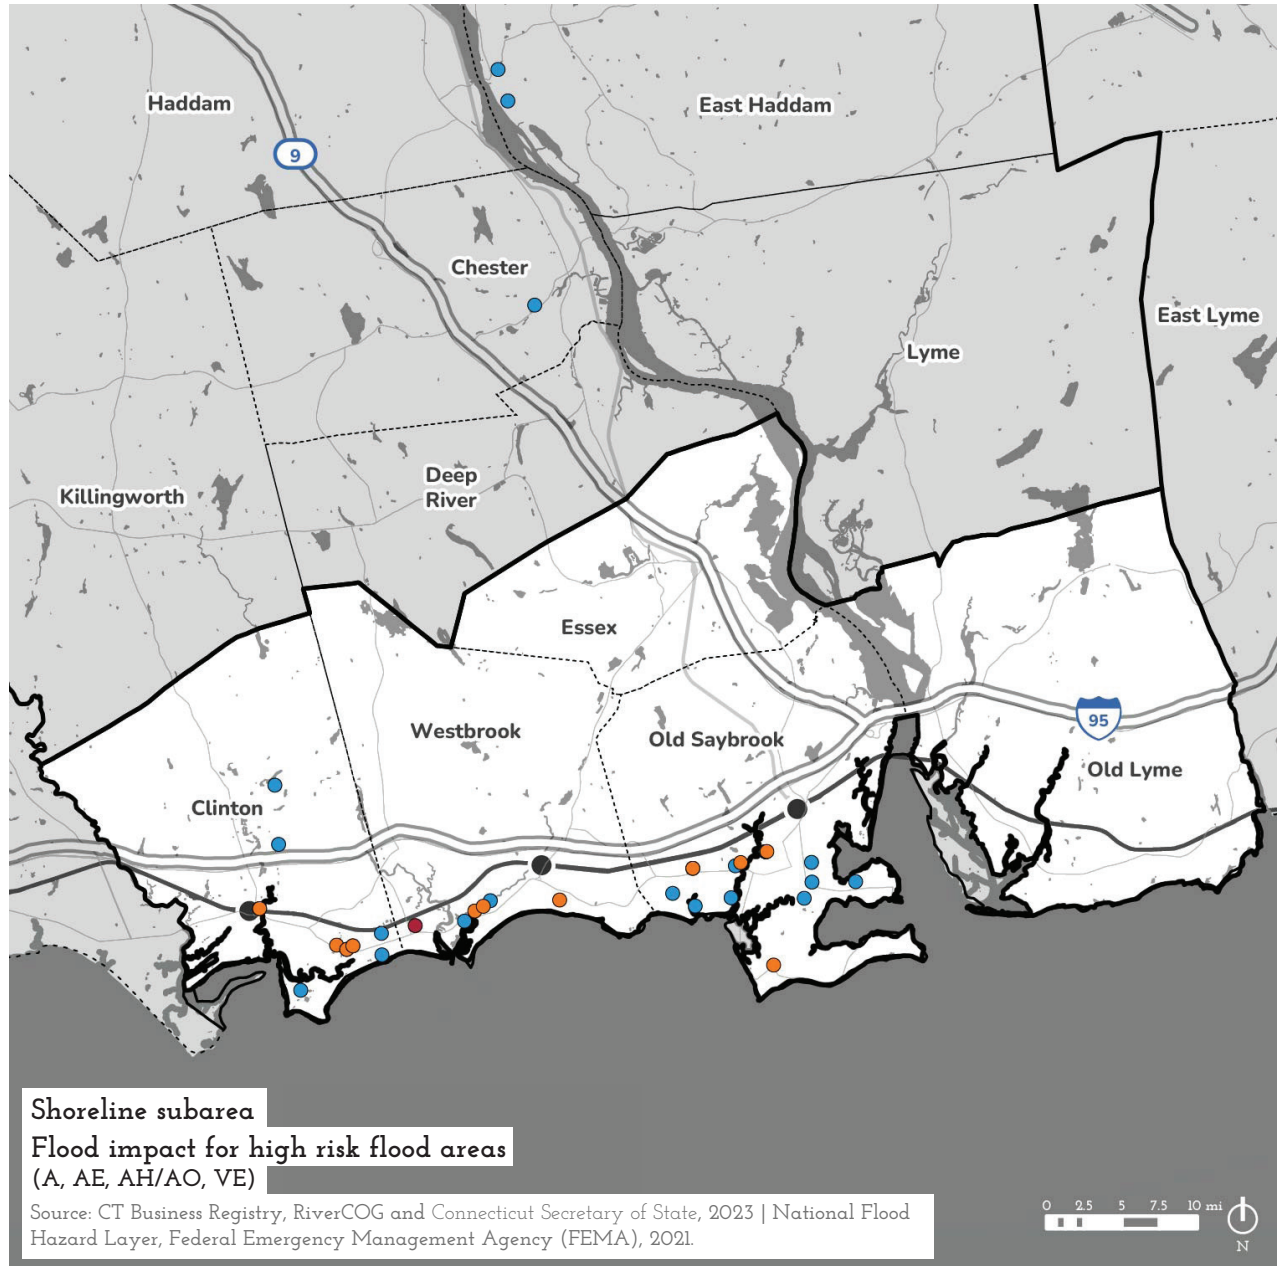 Haddam
East Haddam
9
Chester
East Lyme
Lyme
Deep
River
Killingworth
Essex
Westbrook
Old Saybrook
95
Old Lyme
Clinton
Shoreline subarea
Flood impact for high risk flood areas
(A, AE, AH/AO, VE)
Source: CT Business Registry, RiverCOG and Connecticut Secretary of State, 2023 | National Flood
Hazard Layer, Federal Emergency Management Agency (FEMA), 2021.
0 2.5 5 7.5 10 mi
N